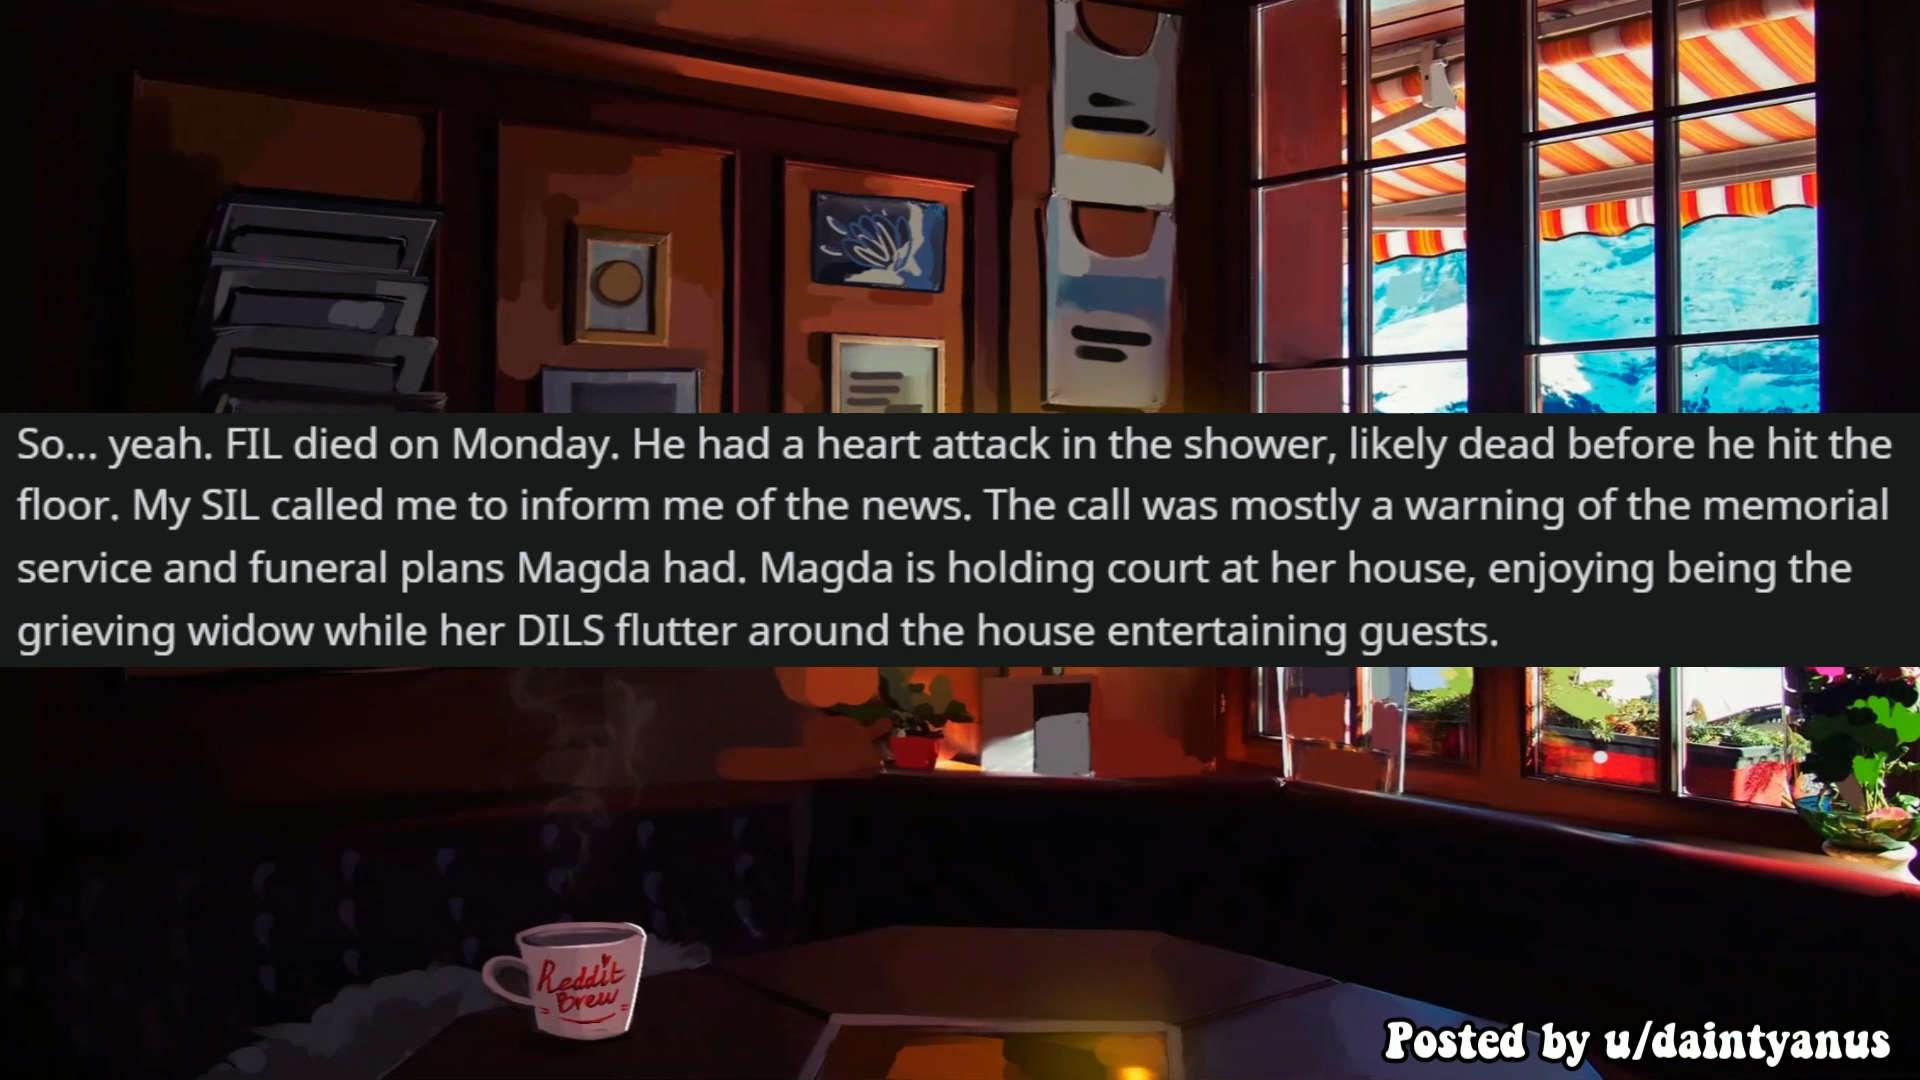 So... yeah. FIL died on Monday. He had a heart attack in the shower, likely dead before he hit the
floor. My SIL called me to inform me of the news. The call was mostly a warning of the memorial
service and funeral plans Magda had. Magda is holding court at her house, enjoying being the
grieving widow while her DILS flutter around the house entertaining guests.
Reddit
Brew
Posted by u/daintyanus